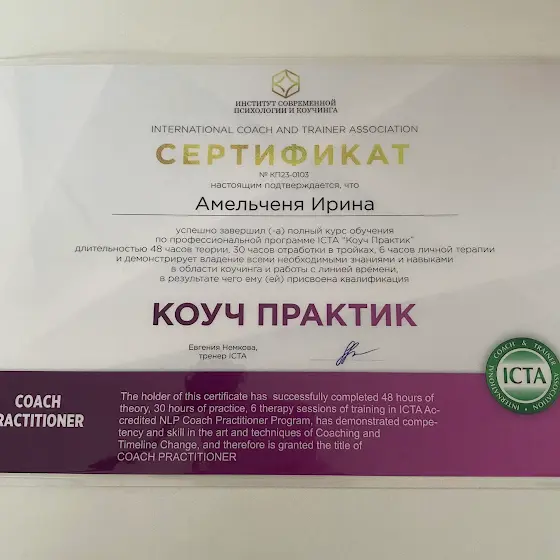 ИНСТИТУТ СОВРЕМЕННОЙ
ПСИХОЛОГИИ И КОУЧИНГА
INTERNATIONAL COACH AND TRAINER ASSOCIATION
СЕРТИФИКАТ
№ КП23-0103
настоящим подтверждается, что
Амельченя Ирина
успешно завершил (-а) полный курс обучения
по профессиональной программе ICTA "Коуч Практик"
длительностью 48 часов теории, 30 часов отработки в тройках, 6 часов личной терапии
и демонстрирует владение всеми необходимыми знаниями и навыками
в области коучинга и работы с линией времени,
в результате чего ему (ей) присвоена квалификация
КОУЧ ПРАКТИК
Евгения Немкова,
тренер ICTA
INTERNATIONAL COACH & TRAINER ASSOCIATION
ICTA
COACH
RACTITIONER
The holder of this certificate has successfully completed 48 hours of
theory, 30 hours of practice, 6 therapy sessions of training in ICTA Ac-
credited NLP Coach Practitioner Program, has demonstrated compe-
tency and skill in the art and techniques of Coaching and
Timeline Change, and therefore is granted the title of
COACH PRACTITIONER